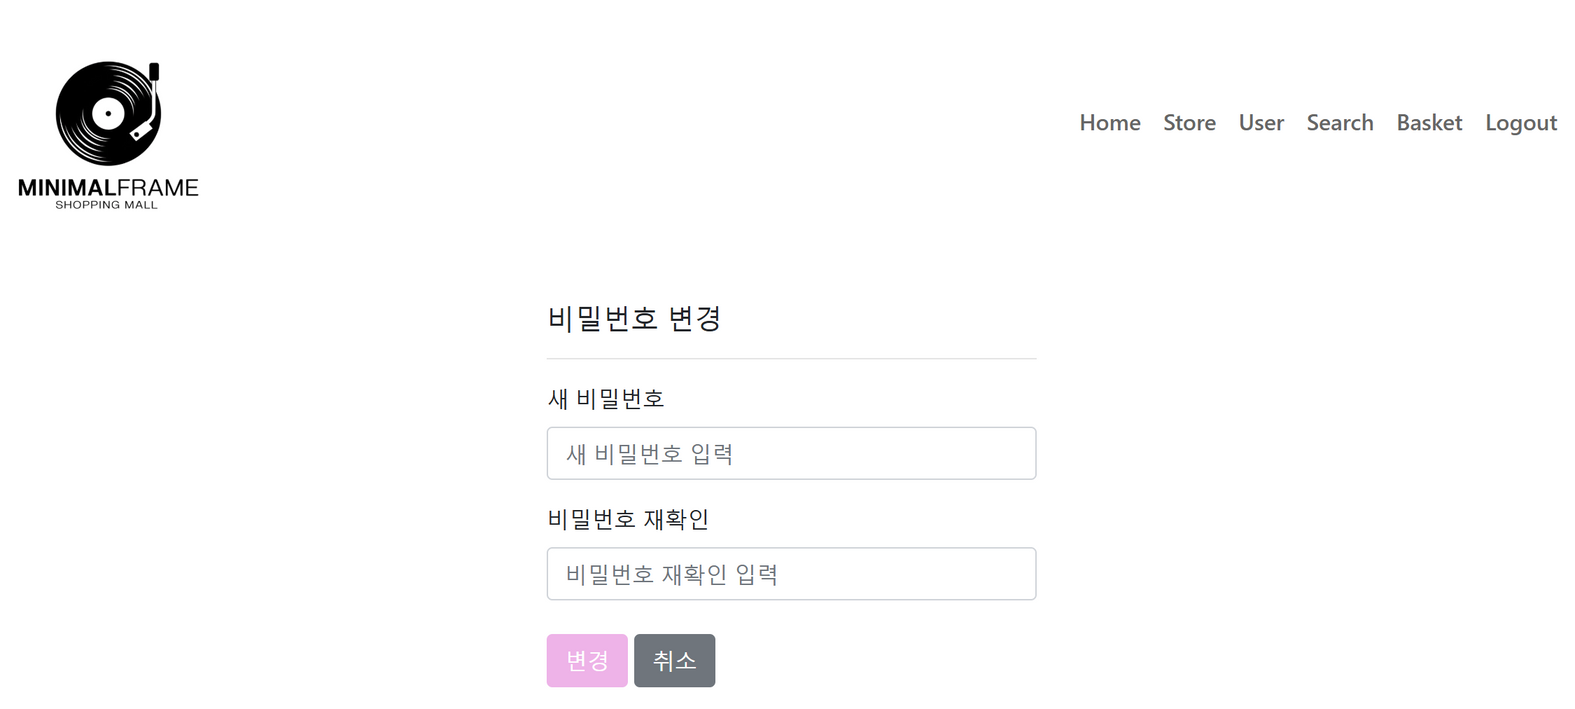 MINIMALFRAME
SHOPPING MALL
Home Store User Search Basket Logout
비밀번호 변경
새 비밀번호
새 비밀번호 입력
비밀번호 재확인
비밀번호 재확인 입력
변경 취소